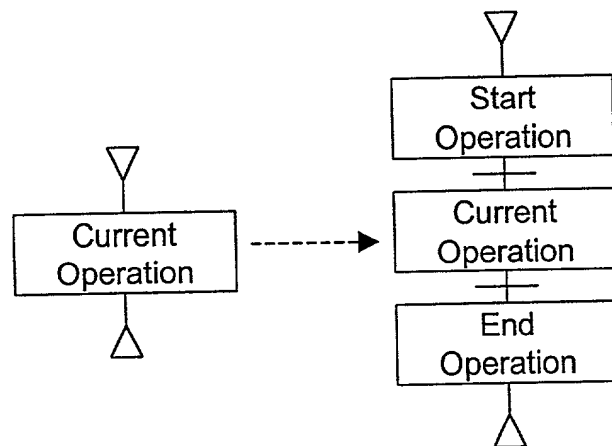 Current
Operation
Start
Operation
Current
Operation
End
Operation